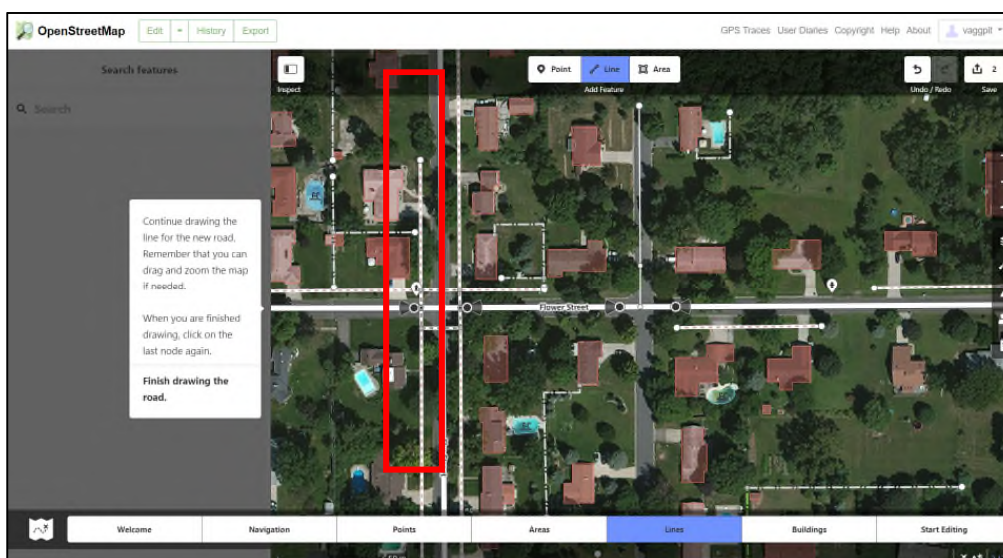 OpenStreetMap
Edit
History
Export
GPS Traces
User Diaries
Copyright
Help
About
vaggpit
Search features
Search
Inspect
Point
Line
Area
Add Feature
Undo / Redo
2
Save
Continue drawing the
line for the new road.
Remember that you can
drag and zoom the map
if needed.
When you are finished
drawing, click on the
last node again.
Finish drawing the
road.
Flower Street
Welcome
Navigation
Points
Areas
Lines
Buildings
Start Editing